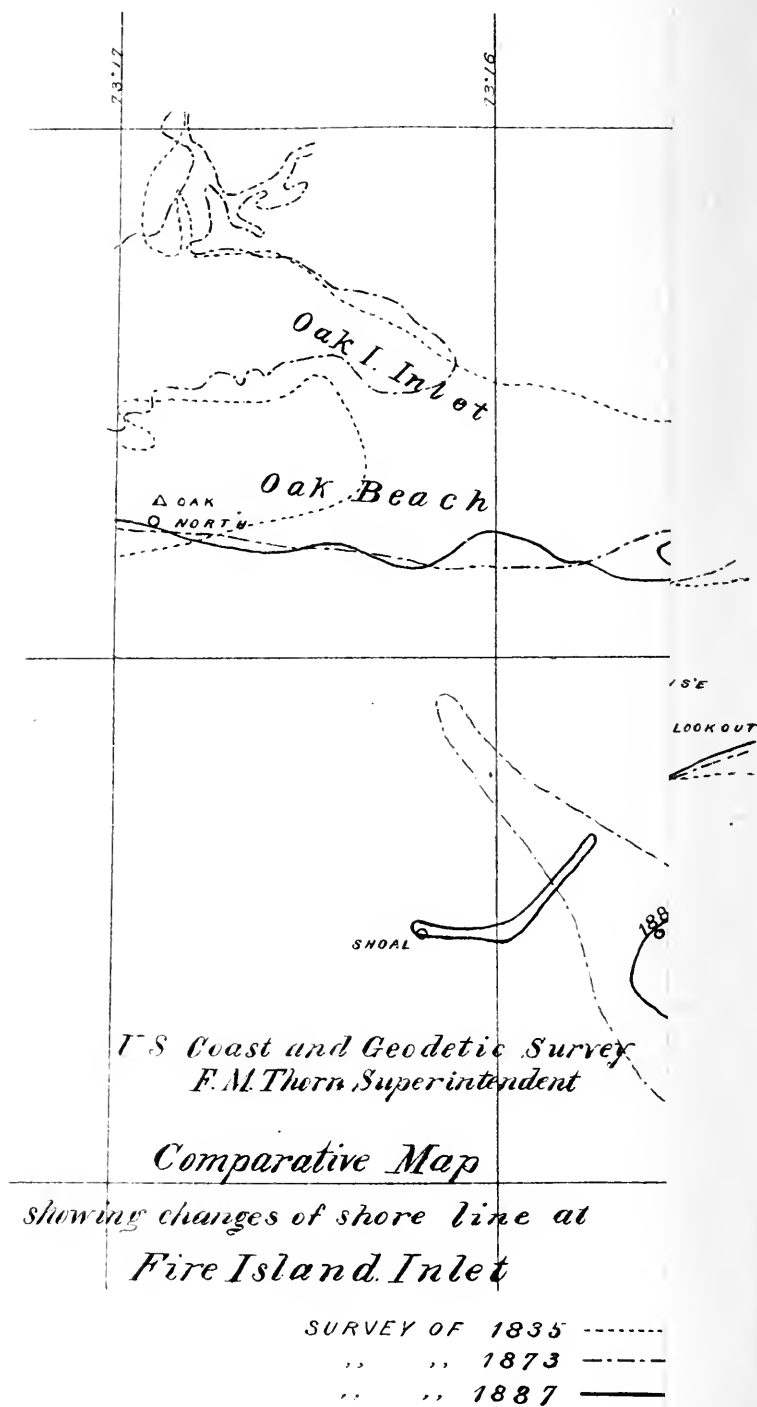 73°17
73°16
Oak I. Inlet
Oak Beach
△ OAK
NORTH
LOOKOUT
188
SHOAL
U S Coast and Geodetic Survey
F. M. Thorn Superintendent
Comparative Map
showing changes of shore line at
Fire Island Inlet
SURVEY OF 1835
,, ,, 1873
,, ,, 1887